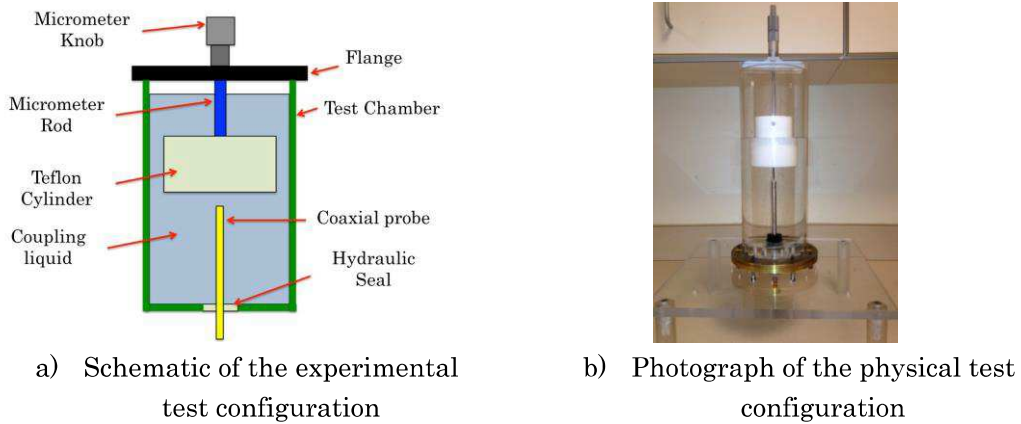 Micrometer
Knob
Flange
Micrometer
Rod
Test Chamber
Teflon
Cylinder
Coaxial probe
Coupling
liquid
Hydraulic
Seal
a) Schematic of the experimental
test configuration
b) Photograph of the physical test
configuration